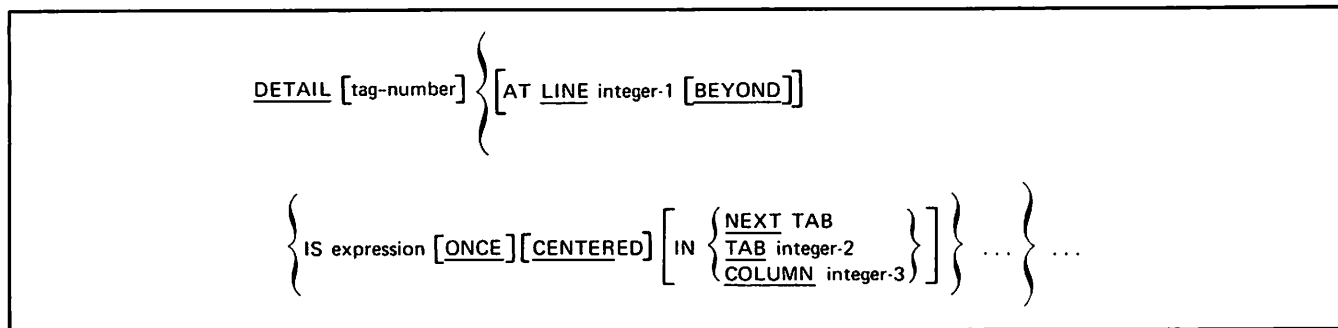 DETAIL [tag-number] { [AT LINE integer-1 [BEYOND]]
{ IS expression [ONCE] [CENTERED] [ IN { NEXT TAB
TAB integer-2
COLUMN integer-3 } ] } ... } ...